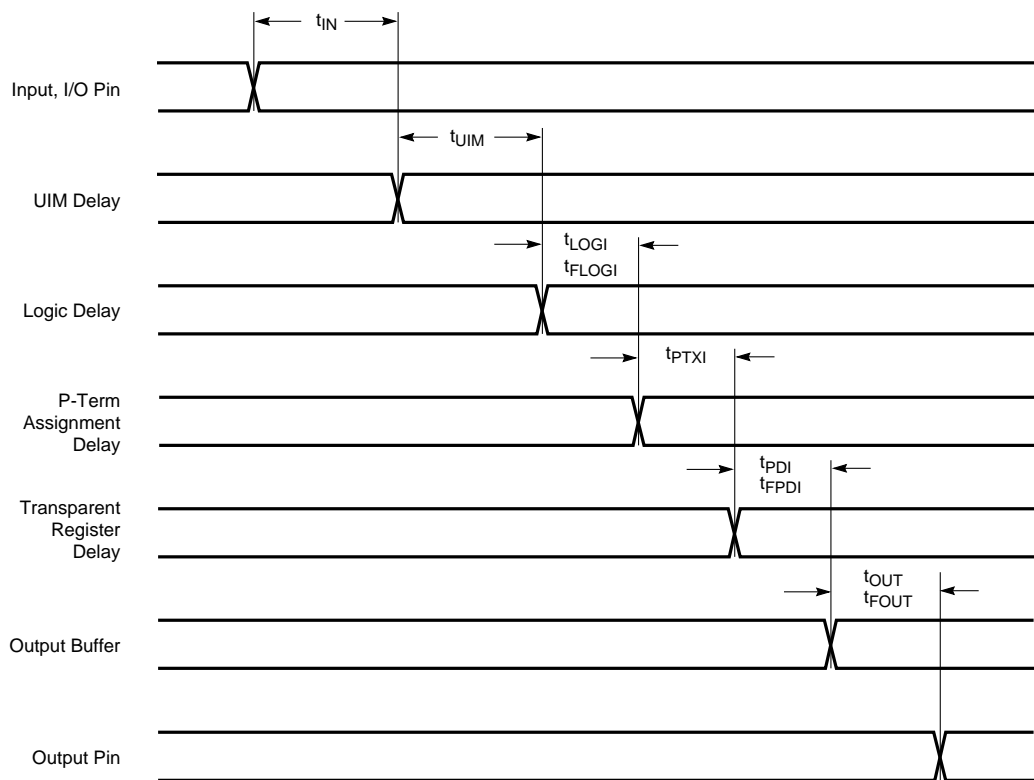 tIN
Input, I/O Pin
tUIM
UIM Delay
tLOGI
tFLOGI
Logic Delay
tPTXI
P-Term
Assignment
Delay
tPDI
tFPDI
Transparent
Register
Delay
tOUT
tFOUT
Output Buffer
Output Pin